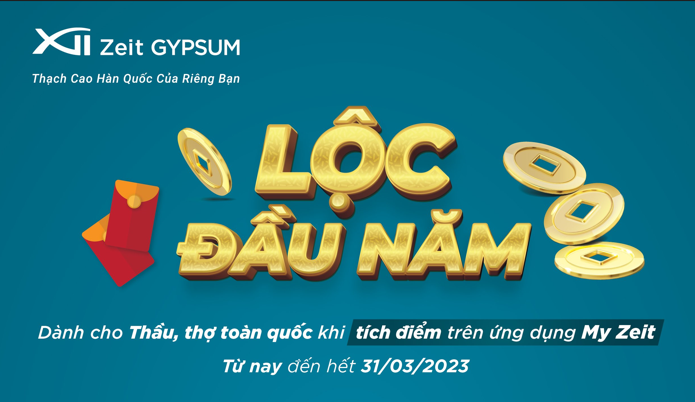 XII Zeit GYPSUM
Thạch Cao Hàn Quốc Của Riêng Bạn
LỘC
ĐẦU NĂM
Dành cho Thầu, thợ toàn quốc khi tích điểm trên ứng dụng My Zeit
Từ nay đến hết 31/03/2023